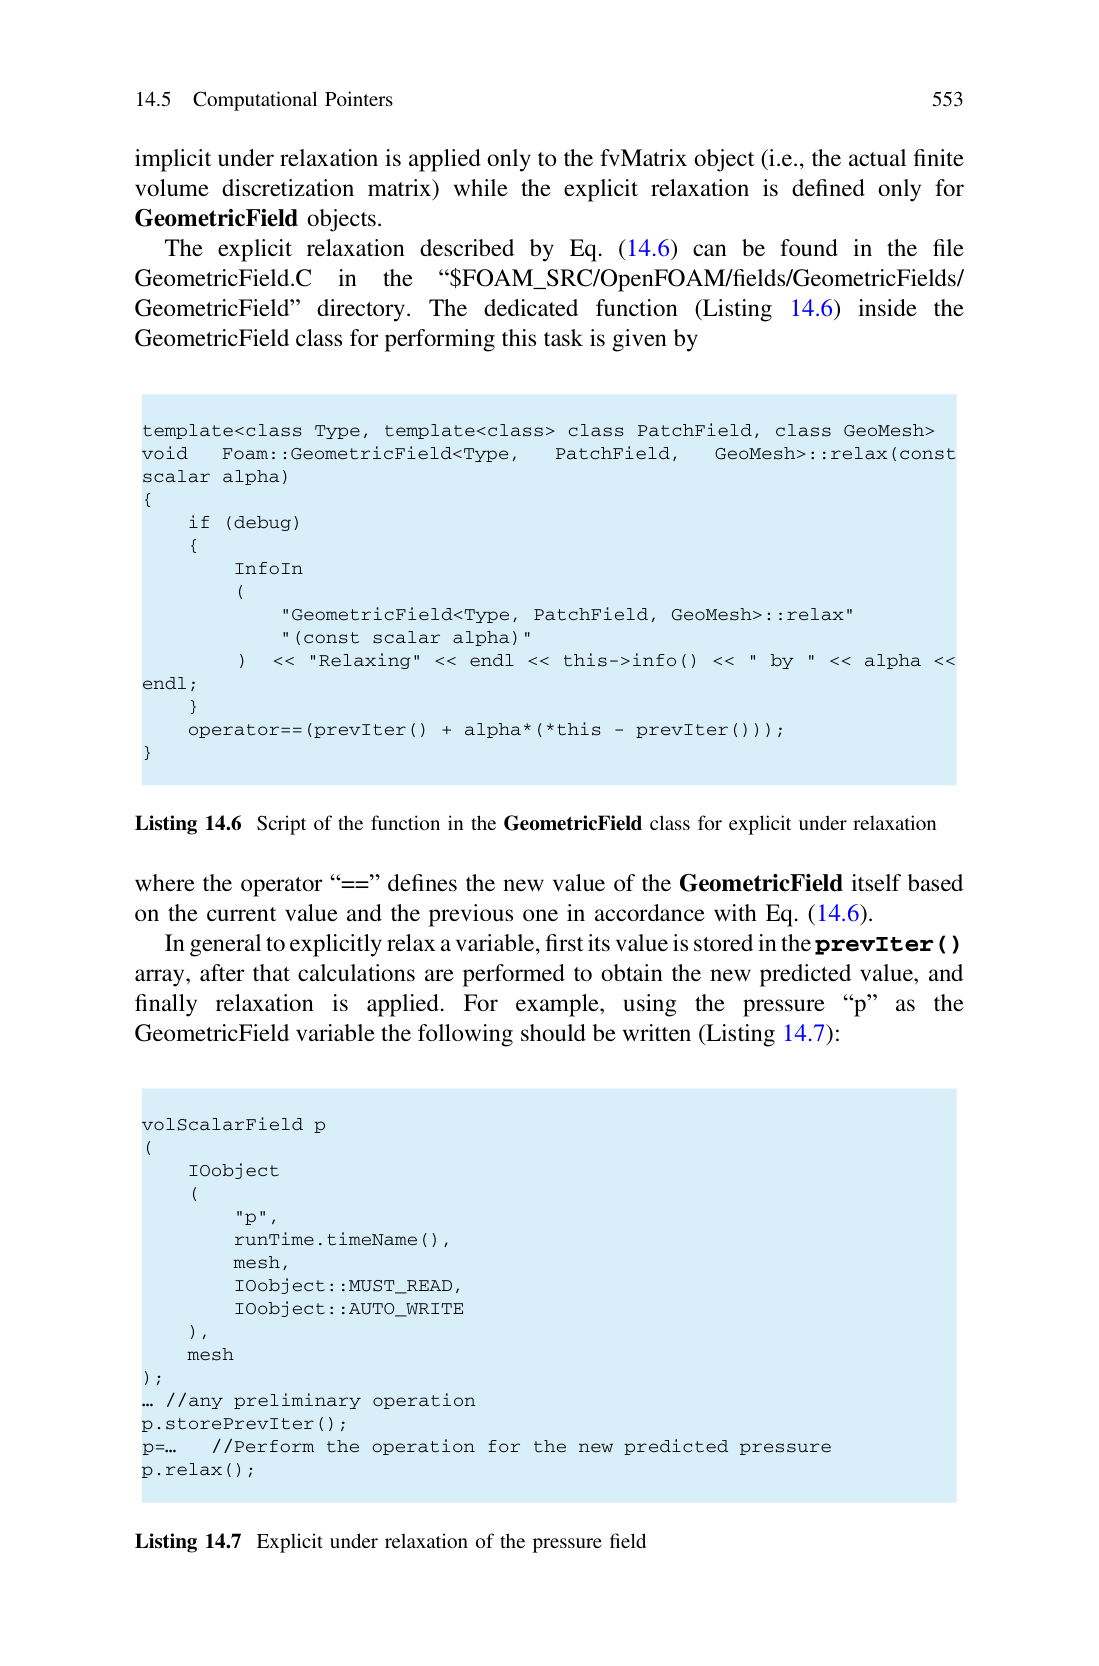 14.5 Computational Pointers 553
implicit under relaxation is applied only to the fvMatrix object (i.e., the actual finite
volume discretization matrix) while the explicit relaxation is defined only for
GeometricField objects.
The explicit relaxation described by Eq. (14.6) can be found in the file
GeometricField.C in the “$FOAM_SRC/OpenFOAM/fields/GeometricFields/
GeometricField” directory. The dedicated function (Listing 14.6) inside the
GeometricField class for performing this task is given by
template<class Type, template<class> class PatchField, class GeoMesh>
void Foam::GeometricField<Type, PatchField, GeoMesh>::relax(const
scalar alpha)
{
    if (debug)
    {
        InfoIn
        (
            "GeometricField<Type, PatchField, GeoMesh>::relax"
            "(const scalar alpha)"
        ) << "Relaxing" << endl << this->info() << " by " << alpha <<
endl;
    }
    operator==(prevIter() + alpha*(*this - prevIter()));
}
Listing 14.6 Script of the function in the GeometricField class for explicit under relaxation
where the operator “==” defines the new value of the GeometricField itself based
on the current value and the previous one in accordance with Eq. (14.6).
In general to explicitly relax a variable, first its value is stored in the prevIter()
array, after that calculations are performed to obtain the new predicted value, and
finally relaxation is applied. For example, using the pressure “p” as the
GeometricField variable the following should be written (Listing 14.7):
volScalarField p
(
    IOobject
    (
        "p",
        runTime.timeName(),
        mesh,
        IOobject::MUST_READ,
        IOobject::AUTO_WRITE
    ),
    mesh
);
… //any preliminary operation
p.storePrevIter();
p=… //Perform the operation for the new predicted pressure
p.relax();
Listing 14.7 Explicit under relaxation of the pressure field